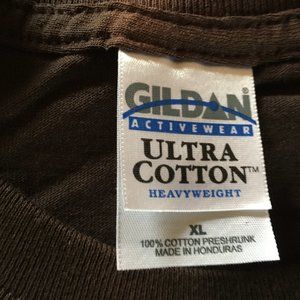 GILDAN®
ACTIVEWEAR
ULTRA
COTTON™
HEAVYWEIGHT
XL
100% COTTON PRESHRUNK
MADE IN HONDURAS